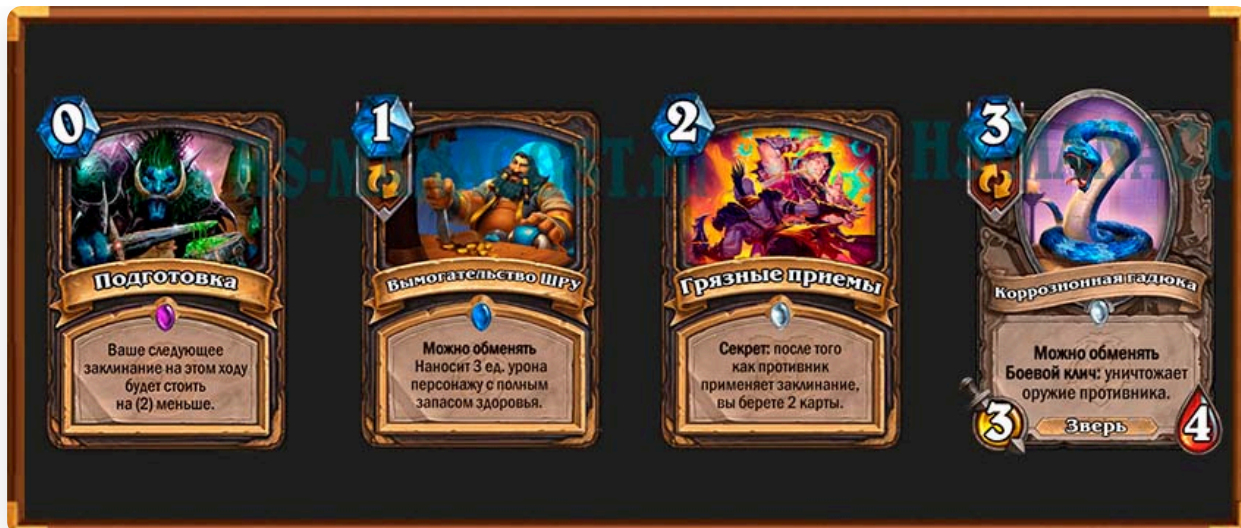 0
Подготовка
Ваше следующее
заклинание на этом ходу
будет стоить
на (2) меньше.
1
Вымогательство ШРУ
Можно обменять
Наносит 3 ед. урона
персонажу с полным
запасом здоровья.
2
Грязные приемы
Секрет: после того
как противник
применяет заклинание,
вы берете 2 карты.
3
Коррозионная гадюка
Можно обменять
Боевой клич: уничтожает
оружие противника.
3
Зверь
4